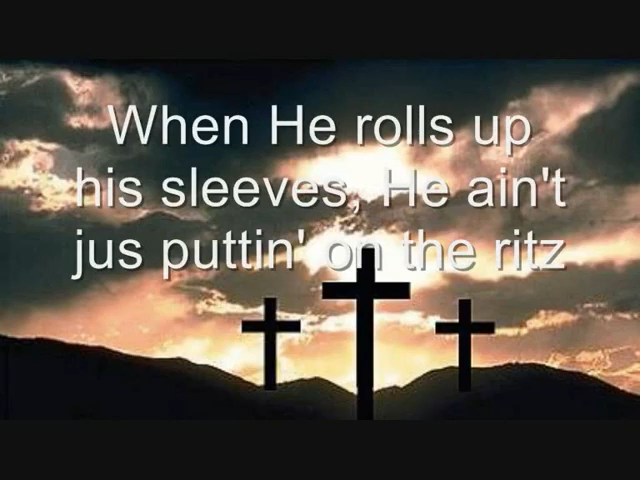 When He rolls up
his sleeves, He ain't
jus puttin' on the ritz